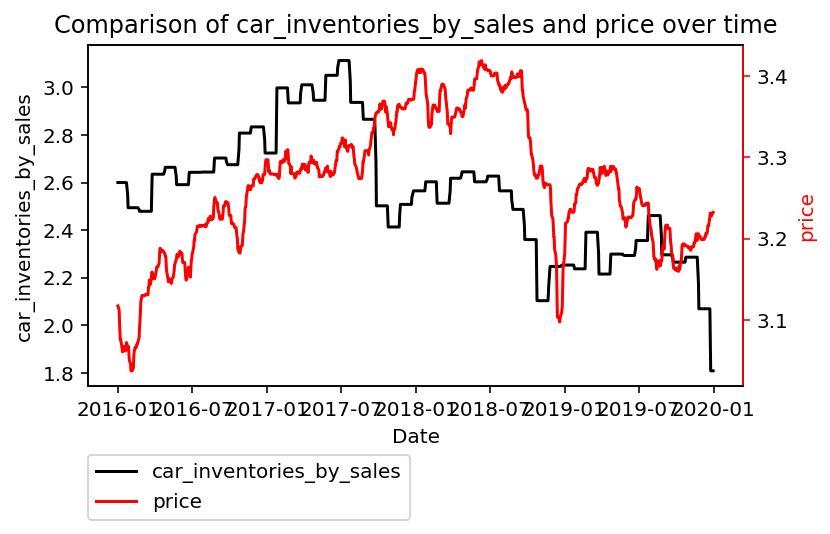 Comparison of car_inventories_by_sales and price over time
car_inventories_by_sales
3.0
2.8
2.6
2.4
2.2
2.0
1.8
3.4
3.3
3.2
3.1
price
2016-01 2016-07 2017-01 2017-07 2018-01 2018-07 2019-01 2019-07 2020-01
Date
car_inventories_by_sales
price